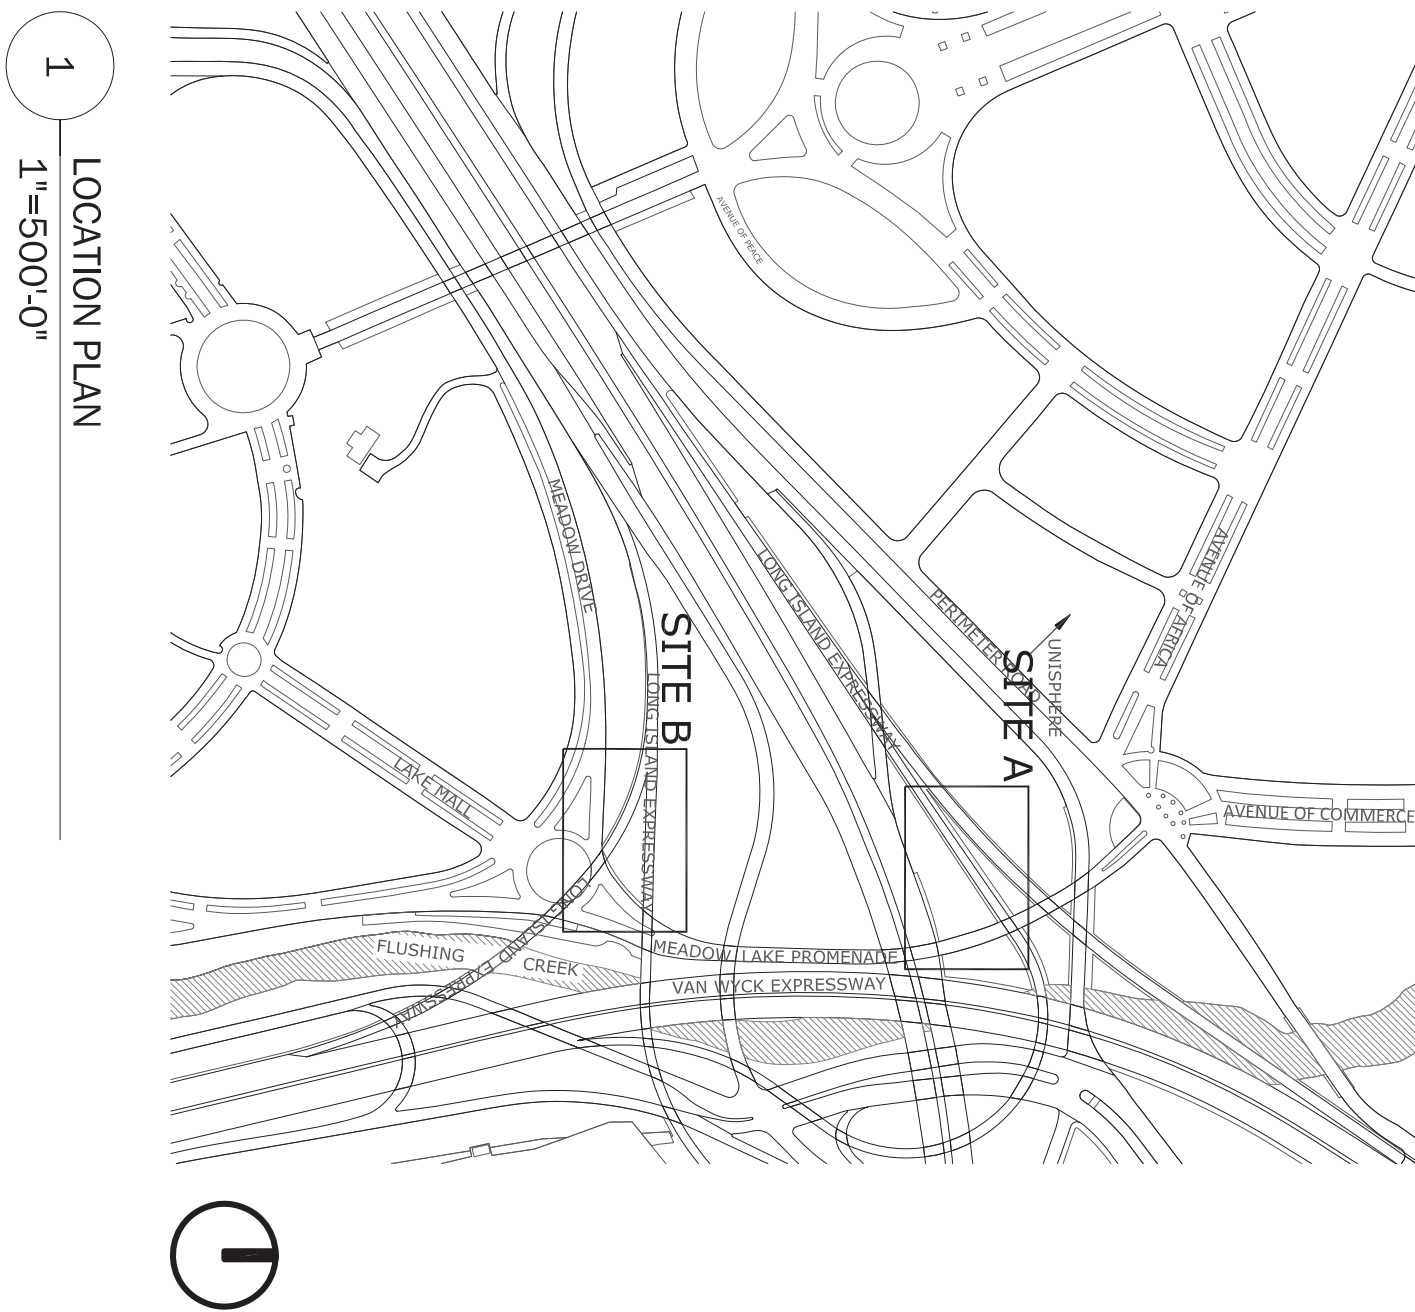 1
LOCATION PLAN
1"=500'-0"
AVENUE OF PEACE
MEADOW DRIVE
LONG ISLAND EXPRESSWAY
PERIMETER ROAD
AVENUE OF AFRICA
UNISPHERE
SITE A
SITE B
LONG ISLAND EXPRESSWAY
LAKE MALL
AVENUE OF COMMERCE
LONG ISLAND EXPRESSWAY
FLUSHING
CREEK
MEADOW LAKE PROMENADE
VAN WYCK EXPRESSWAY